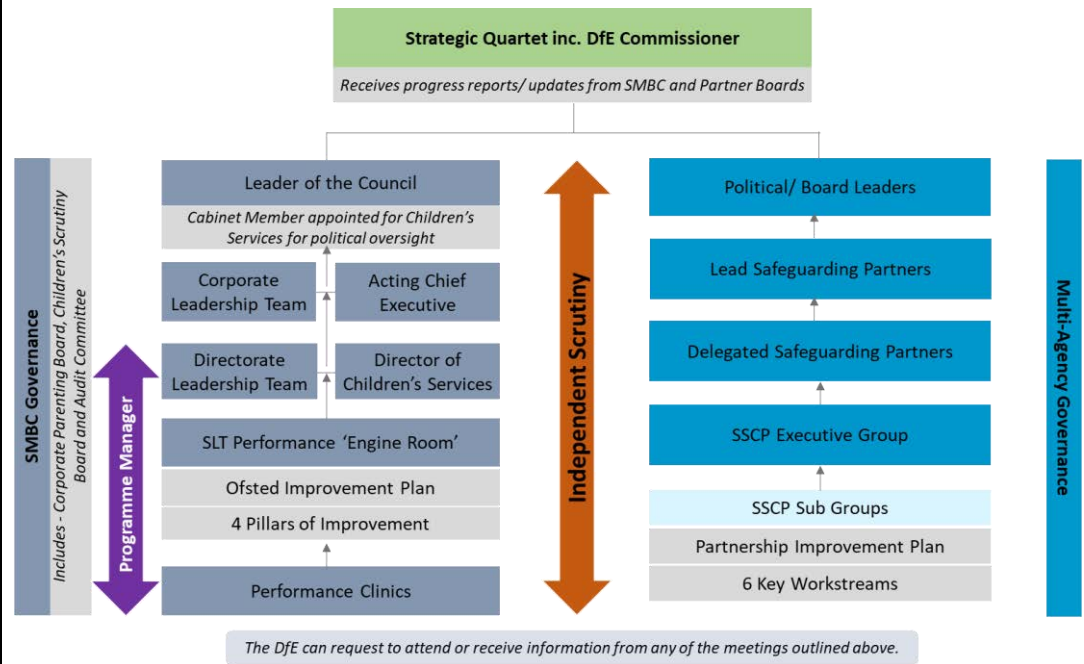 Strategic Quartet inc. DfE Commissioner
Receives progress reports/ updates from SMBC and Partner Boards
SMBC Governance
Includes - Corporate Parenting Board, Children's Scrutiny
Board and Audit Committee
Programme Manager
Leader of the Council
Cabinet Member appointed for Children's
Services for political oversight
Corporate
Leadership Team
Acting Chief
Executive
Directorate
Leadership Team
Director of
Children's Services
SLT Performance 'Engine Room'
Ofsted Improvement Plan
4 Pillars of Improvement
Performance Clinics
Independent Scrutiny
Political/ Board Leaders
Lead Safeguarding Partners
Delegated Safeguarding Partners
SSCP Executive Group
SSCP Sub Groups
Partnership Improvement Plan
6 Key Workstreams
Multi-Agency Governance
The DfE can request to attend or receive information from any of the meetings outlined above.